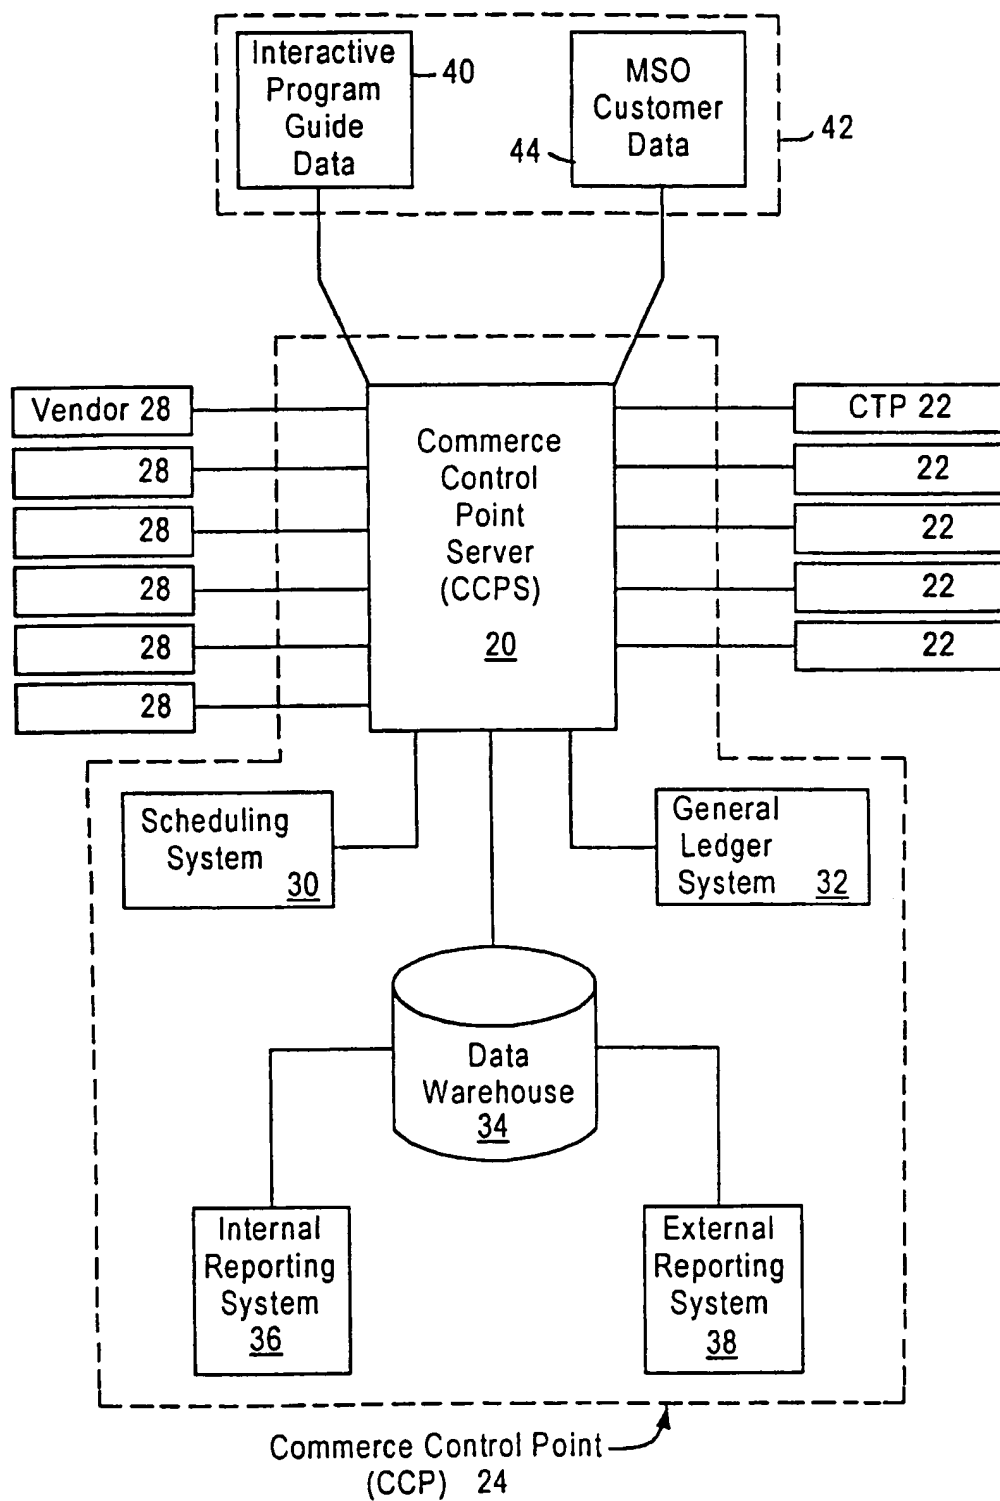 Interactive
Program
Guide
Data
40
MSO
Customer
Data
44
42
Vendor 28
28
28
28
28
28
Commerce
Control
Point
Server
(CCPS)
20
CTP 22
22
22
22
22
Scheduling
System
30
General
Ledger
System 32
Data
Warehouse
34
Internal
Reporting
System
36
External
Reporting
System
38
Commerce Control Point
(CCP) 24